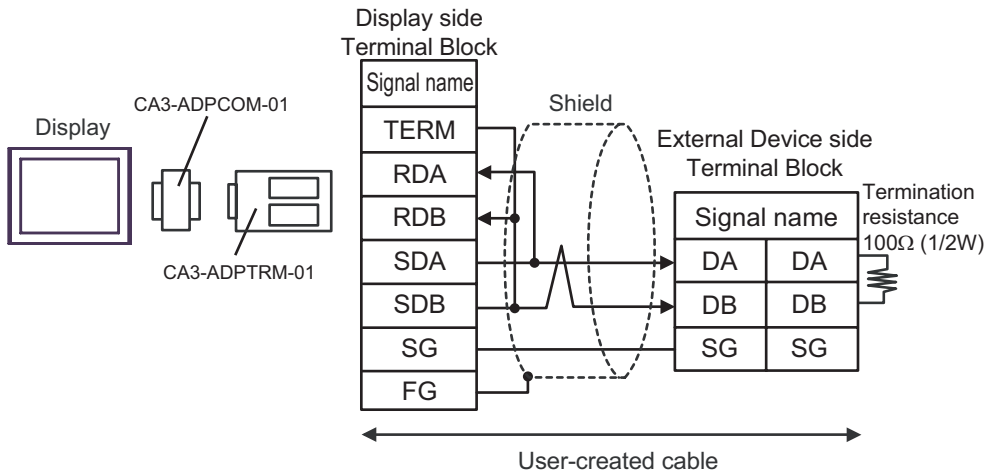 Display side
Terminal Block
Signal name
TERM
RDA
RDB
SDA
SDB
SG
FG
CA3-ADPCOM-01
Display
CA3-ADPTRM-01
Shield
External Device side
Terminal Block
Signal name
DA DA
DB DB
SG SG
Termination
resistance
100Ω (1/2W)
User-created cable